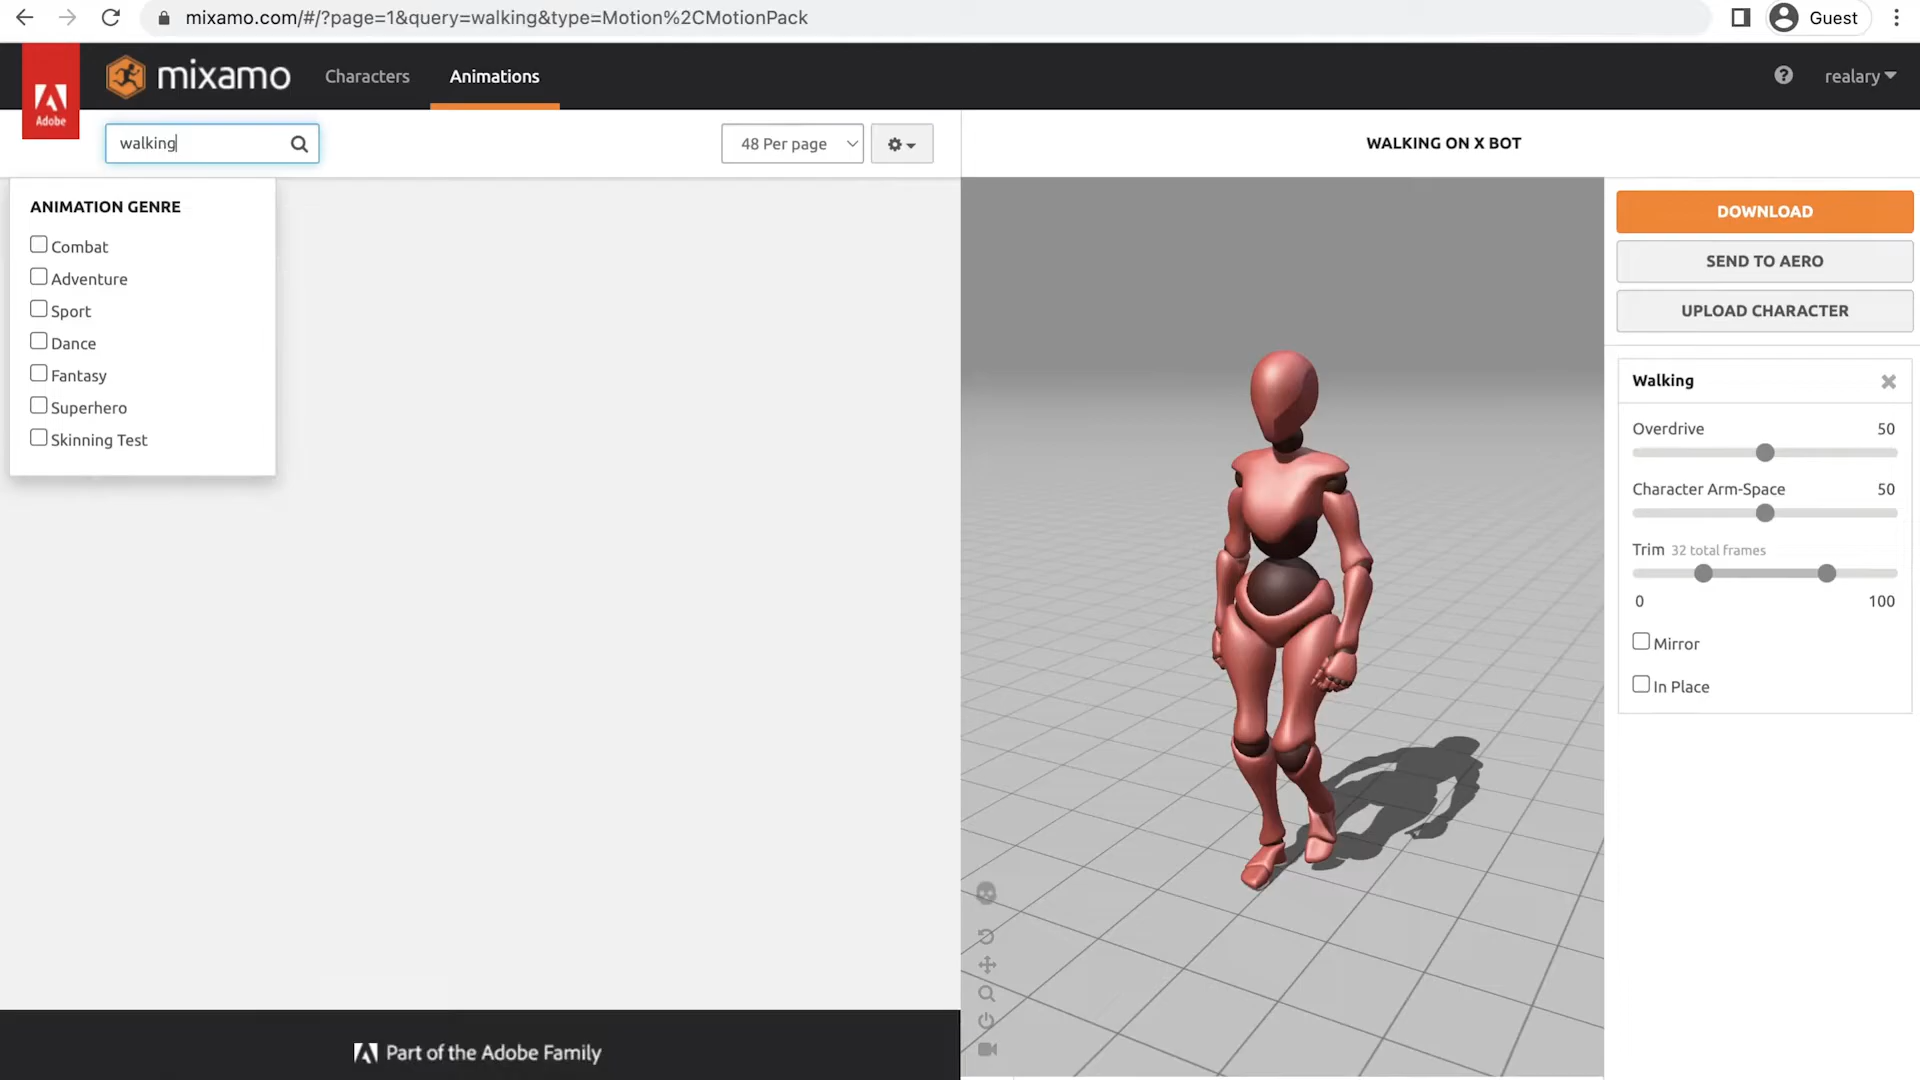 mixamo.com/#/?page=1&query=walking&type=Motion%2CMotionPack
Guest
Adobe
mixamo
Characters
Animations
realary
walking
48 Per page
WALKING ON X BOT
ANIMATION GENRE
Combat
Adventure
Sport
Dance
Fantasy
Superhero
Skinning Test
DOWNLOAD
SEND TO AERO
UPLOAD CHARACTER
Walking
Overdrive 50
Character Arm-Space 50
Trim 32 total frames
0 100
Mirror
In Place
Part of the Adobe Family